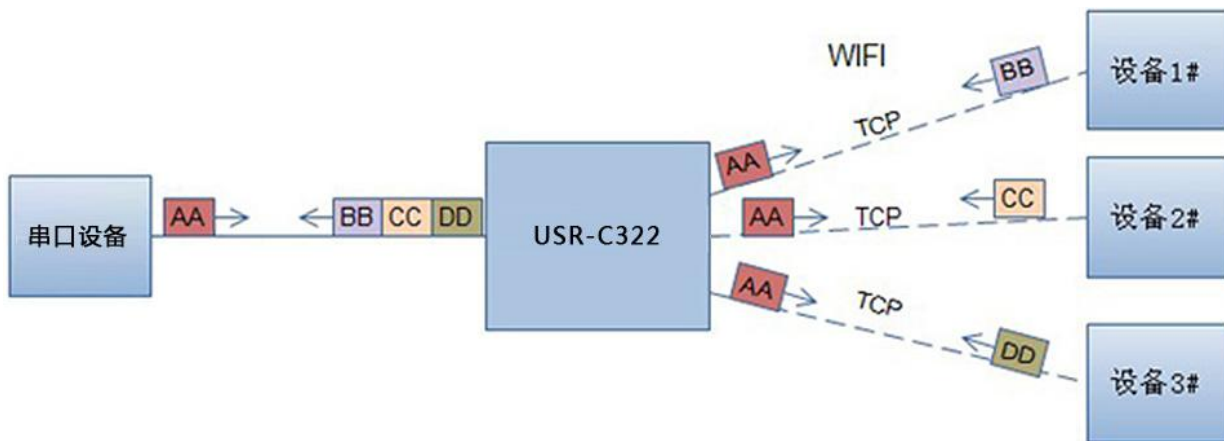 WIFI
设备1#
BB
TCP
AA
串口设备
AA
BB CC DD
USR-C322
AA
TCP
CC
设备2#
AA
TCP
DD
设备3#